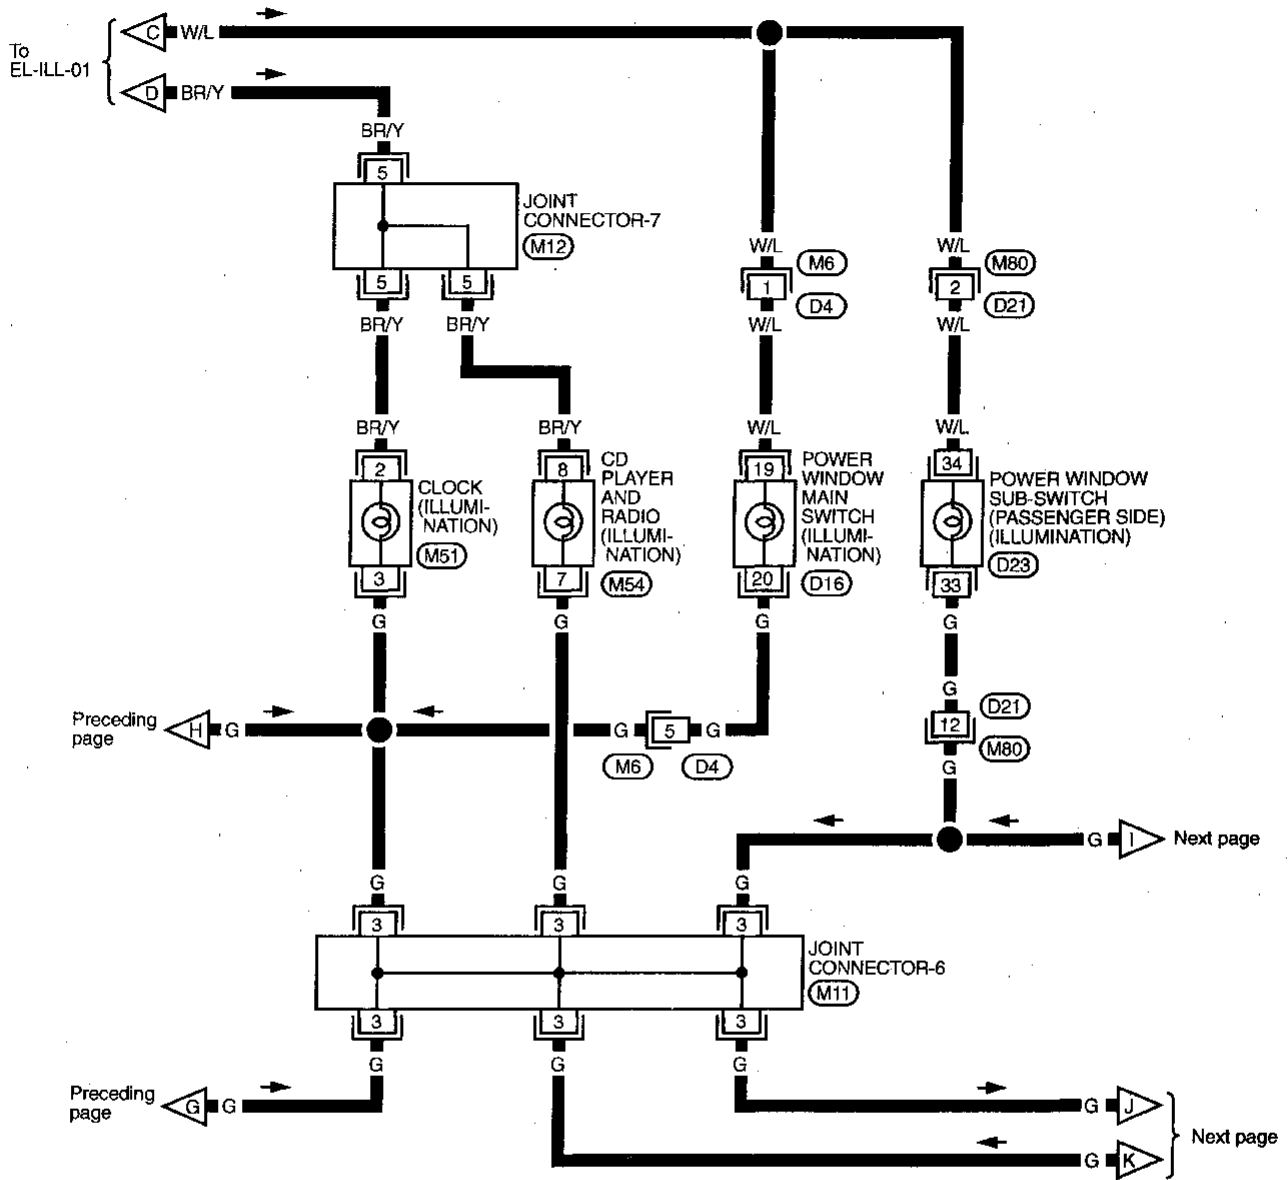 C W/L
To
EL-ILL-01
D BR/Y
BR/Y
5
JOINT
CONNECTOR-7
M12
5 5
BR/Y BR/Y
W/L M6
1
D4
W/L
W/L M80
2
D21
W/L
BR/Y BR/Y W/L W/L
2
CLOCK
(ILLUMI-
NATION)
M51
3
8
CD
PLAYER
AND
RADIO
(ILLUMI-
NATION)
M54
7
19
POWER
WINDOW
MAIN
SWITCH
(ILLUMI-
NATION)
D16
20
34
POWER WINDOW
SUB-SWITCH
(PASSENGER SIDE)
(ILLUMINATION)
D23
33
G G G G
G D21
12
M80
G
Preceding
page
H G
G 5 G
M6 D4
G I Next page
G G G
3 3 3
JOINT
CONNECTOR-6
M11
3 3 3
G G G
Preceding
page
G G
G J
Next page
G K